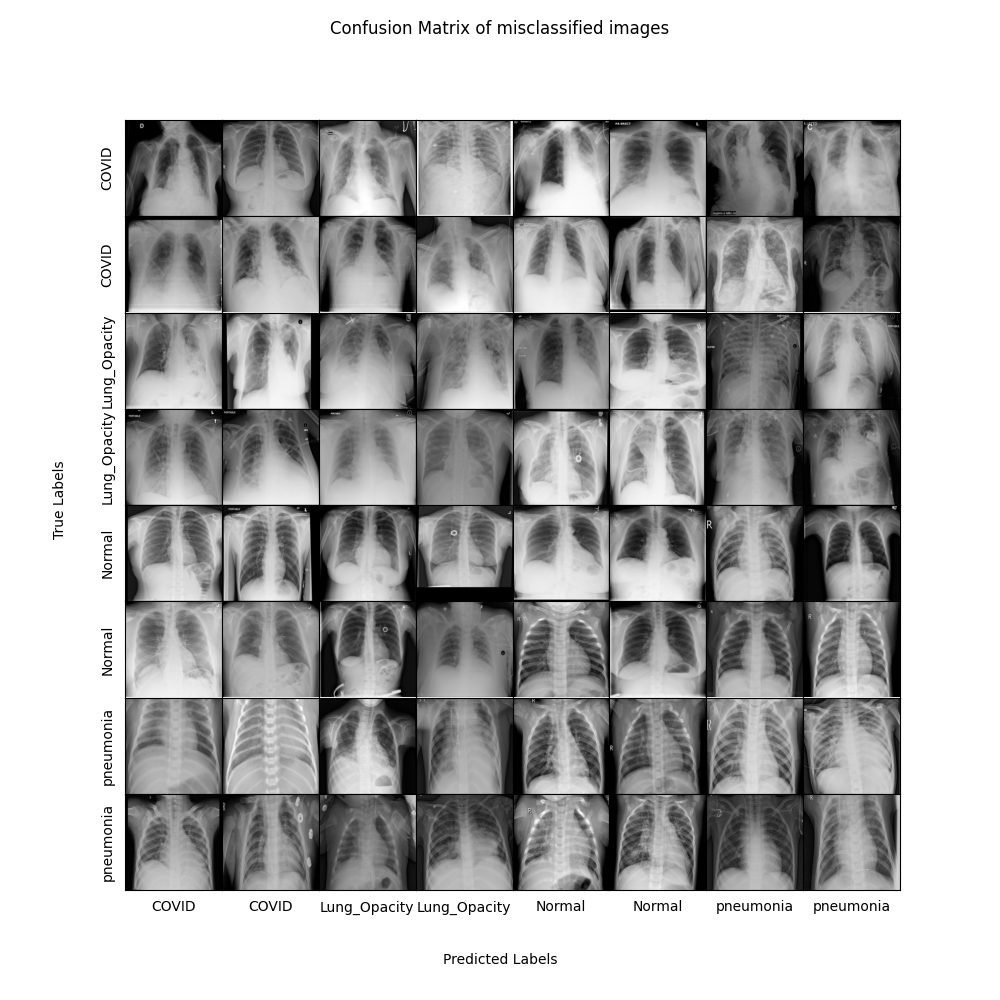 Confusion Matrix of misclassified images
True Labels
COVID
COVID
Lung_Opacity
Lung_Opacity
Normal
Normal
pneumonia
pneumonia
COVID COVID Lung_Opacity Lung_Opacity Normal Normal pneumonia pneumonia
Predicted Labels